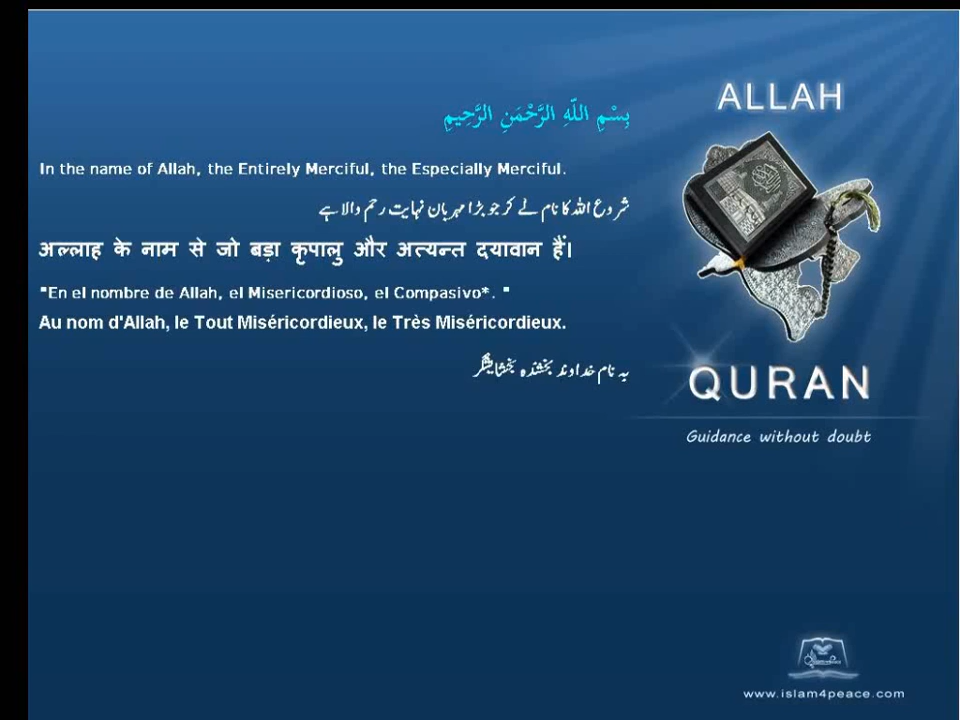 بِسْمِ اللَّهِ الرَّحْمَنِ الرَّحِيمِ
In the name of Allah, the Entirely Merciful, the Especially Merciful.
شروع اللہ کا نام لے کر جو بڑا مہربان نہایت رحم والا ہے
अल्लाह के नाम से जो बड़ा कृपालु और अत्यन्त दयावान हैं।
"En el nombre de Allah, el Misericordioso, el Compasivo*. "
Au nom d'Allah, le Tout Miséricordieux, le Très Miséricordieux.
به نام خداوند بخشنده بخشایشگر
ALLAH
QURAN
Guidance without doubt
www.islam4peace.com